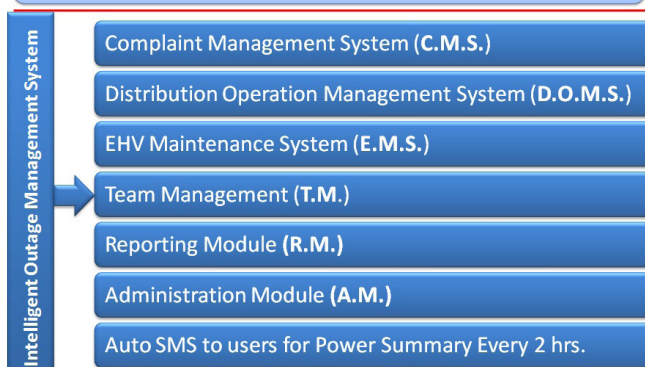 Intelligent Outage Management System
Complaint Management System (C.M.S.)
Distribution Operation Management System (D.O.M.S.)
EHV Maintenance System (E.M.S.)
Team Management (T.M.)
Reporting Module (R.M.)
Administration Module (A.M.)
Auto SMS to users for Power Summary Every 2 hrs.